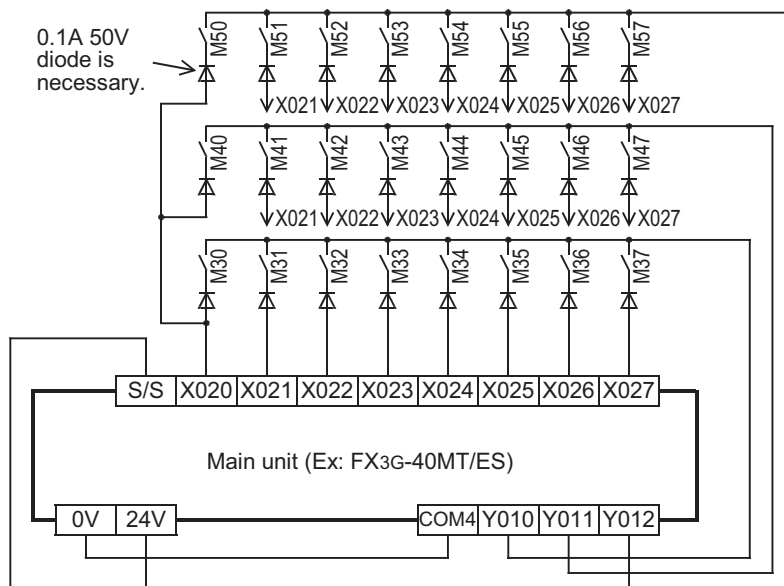 0.1A 50V
diode is
necessary.
M50 M51 M52 M53 M54 M55 M56 M57
X021 X022 X023 X024 X025 X026 X027
M40 M41 M42 M43 M44 M45 M46 M47
X021 X022 X023 X024 X025 X026 X027
M30 M31 M32 M33 M34 M35 M36 M37
S/S X020 X021 X022 X023 X024 X025 X026 X027
Main unit (Ex: FX3G-40MT/ES)
0V 24V COM4 Y010 Y011 Y012